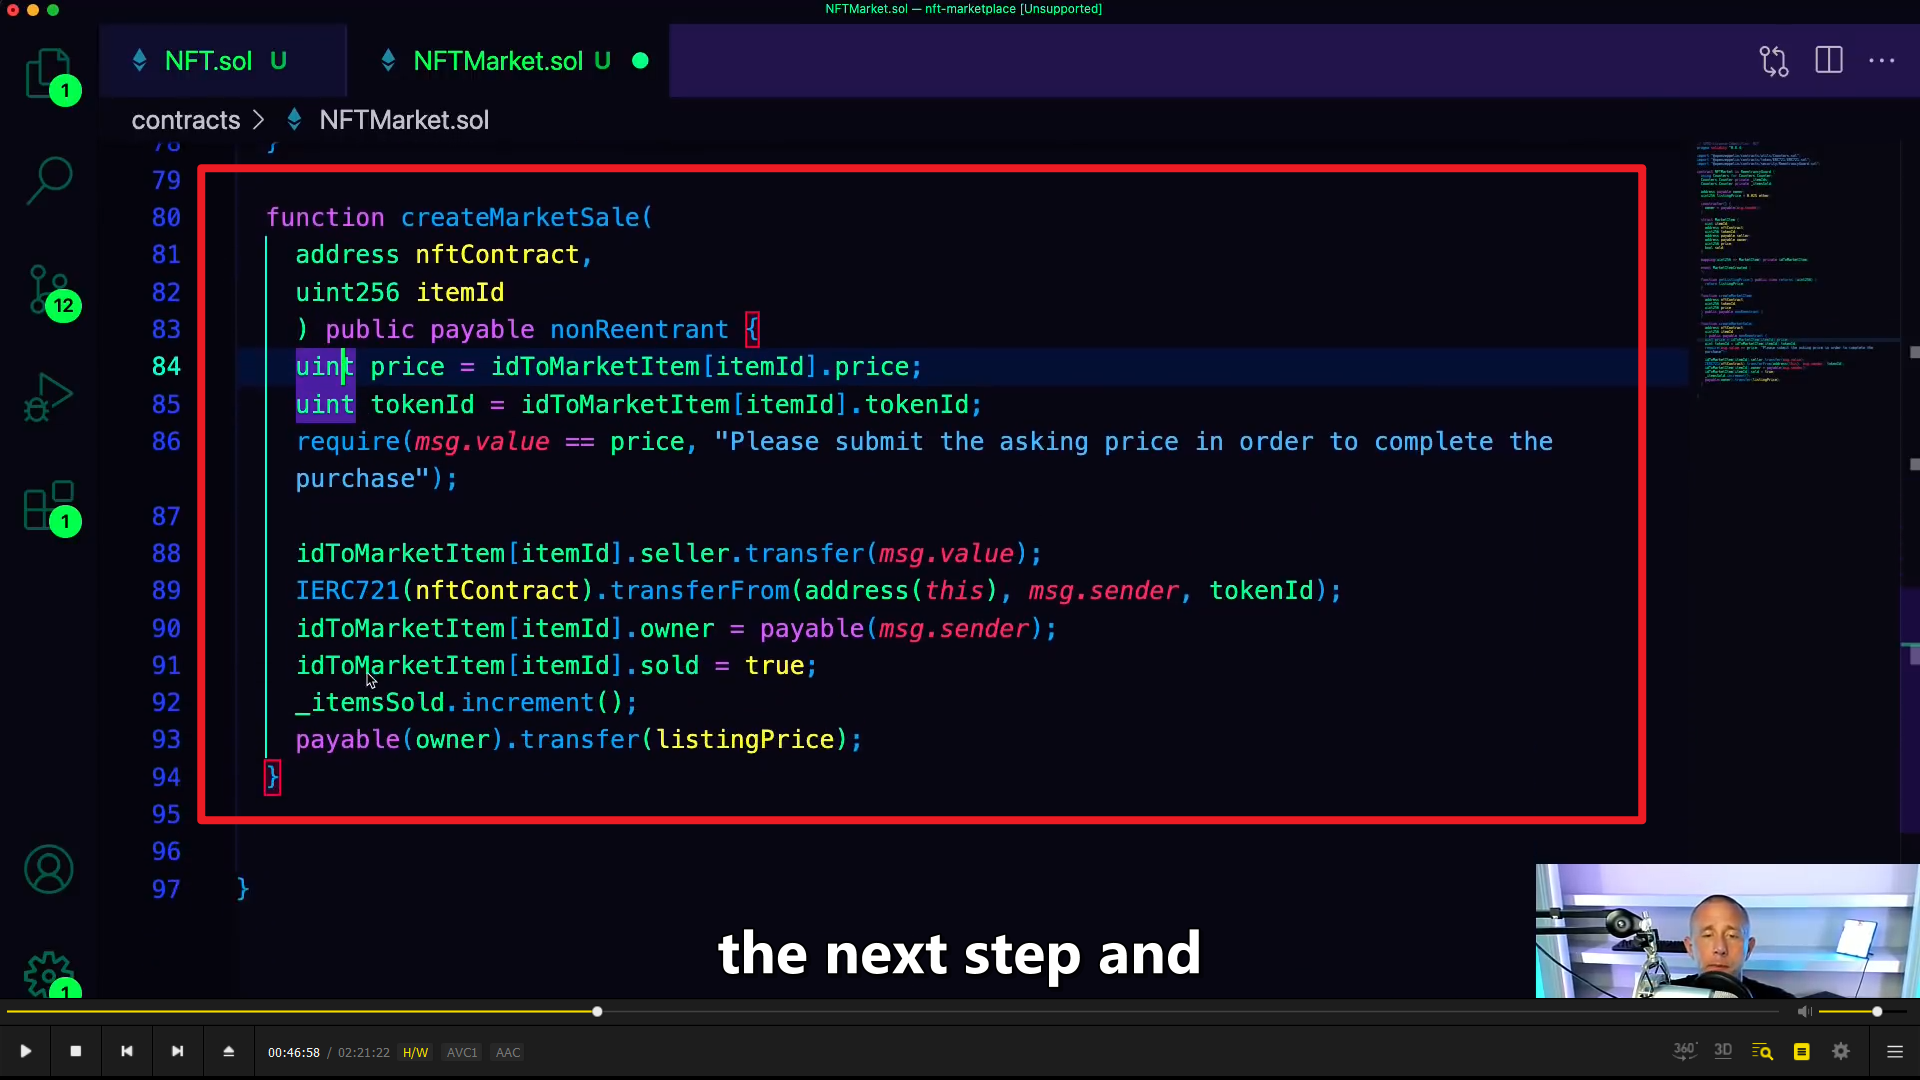 NFTMarket.sol — nft-marketplace [Unsupported]
NFT.sol U
NFTMarket.sol U
1
contracts > NFTMarket.sol
78 }
79
80 function createMarketSale(
81 address nftContract,
82 uint256 itemId
83 ) public payable nonReentrant {
84 uint price = idToMarketItem[itemId].price;
85 uint tokenId = idToMarketItem[itemId].tokenId;
86 require(msg.value == price, "Please submit the asking price in order to complete the
purchase");
87
88 idToMarketItem[itemId].seller.transfer(msg.value);
89 IERC721(nftContract).transferFrom(address(this), msg.sender, tokenId);
90 idToMarketItem[itemId].owner = payable(msg.sender);
91 idToMarketItem[itemId].sold = true;
92 _itemsSold.increment();
93 payable(owner).transfer(listingPrice);
94 }
95
96
97 }
12
1
1
the next step and
00:46:58 / 02:21:22 H/W AVC1 AAC
360° 3D